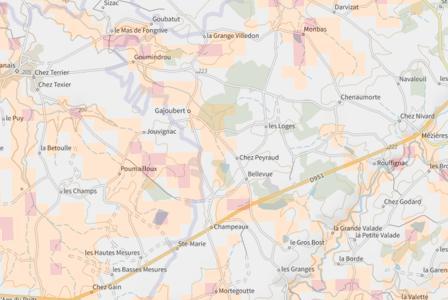 Sizac
Darvizat
Goubatut
le Mas de Fongrive
la Grange Villedon
Monbas
Goumondrou
Chez Terrier
Chez Texier
Navaleuil
Chenaumorte
Gajoubert
le Puy
Chez Nivard
Jouvignac
les Loges
Mézières
la Betoulle
Chez Peyraud
Rouffignac
Poumailloux
Bellevue
D951
les Champs
Chez Godard
Champeaux
la Grande Valade
la Petite Valade
Ste-Marie
le Gros Bost
les Hautes Mesures
la Borde
les Basses Mesures
les Granges
Chez Gain
Mortegoutte
la Valette